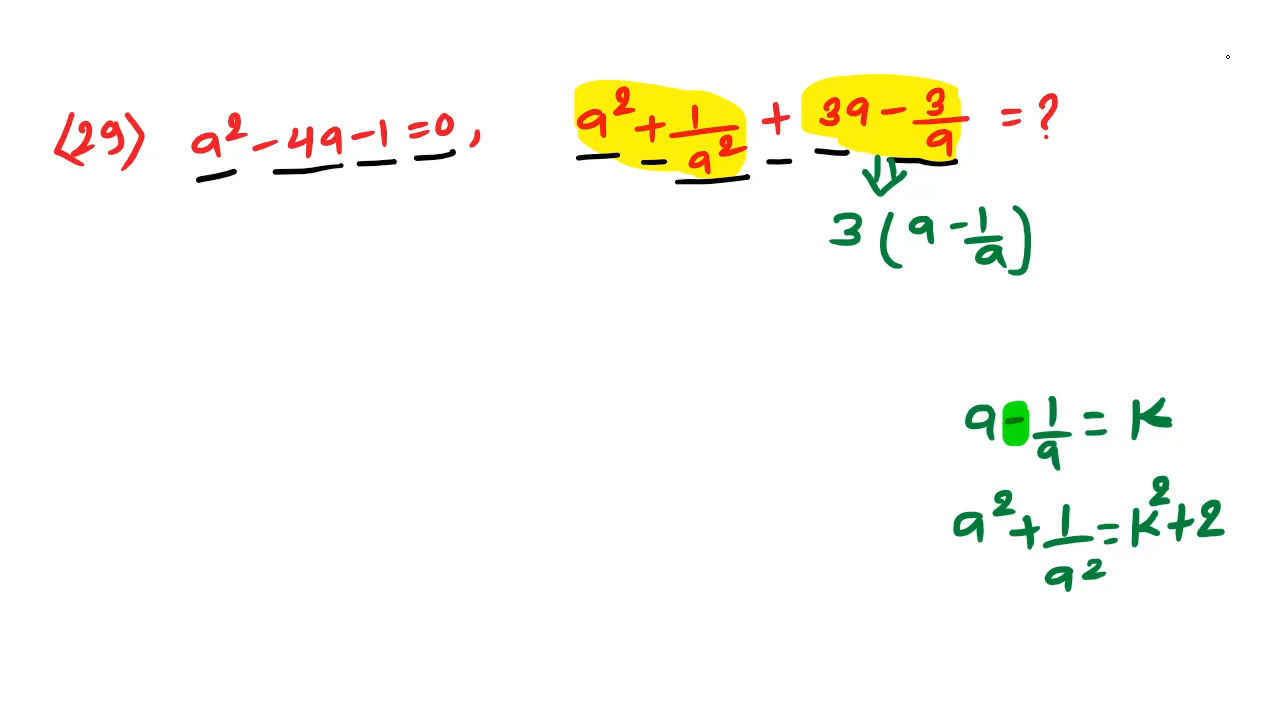 (29) a² - 4a - 1 = 0, a² + 1/a² + 3a - 3/a = ?
3 (a - 1/a)
a - 1/a = K
a² + 1/a² = K² + 2